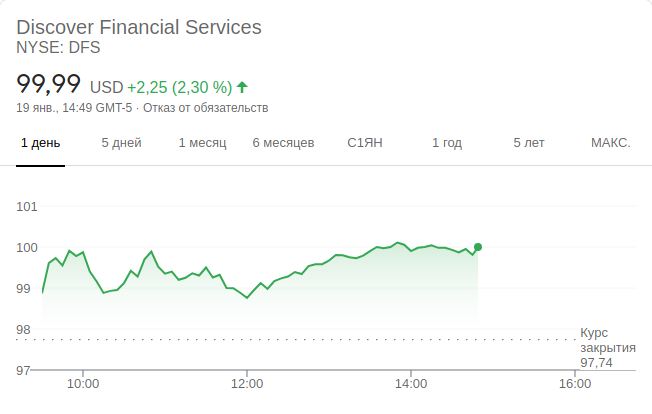 Discover Financial Services
NYSE: DFS
99,99 USD +2,25 (2,30 %)
19 янв., 14:49 GMT-5 · Отказ от обязательств
1 день 5 дней 1 месяц 6 месяцев С1ЯН 1 год 5 лет МАКС.
101
100
99
98
Курс
закрытия
97,74
97
10:00 12:00 14:00 16:00